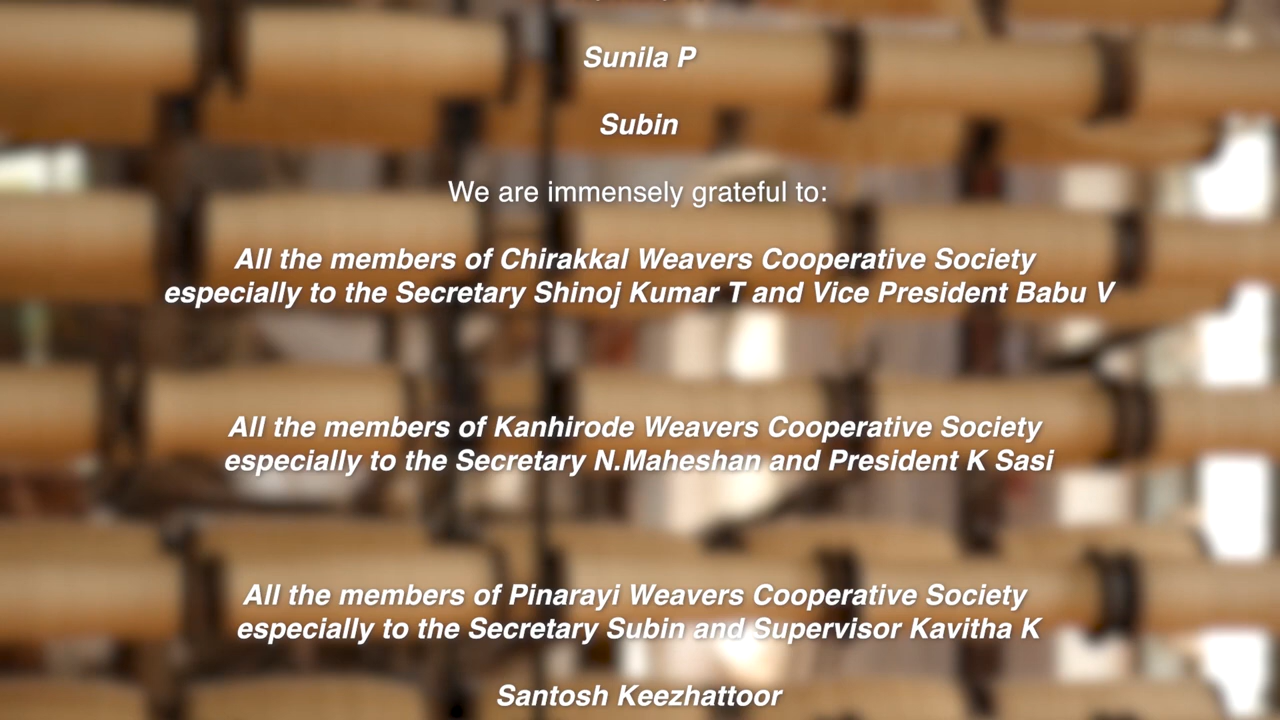 Sunila P
Subin
We are immensely grateful to:
All the members of Chirakkal Weavers Cooperative Society
especially to the Secretary Shinoj Kumar T and Vice President Babu V
All the members of Kanhirode Weavers Cooperative Society
especially to the Secretary N.Maheshan and President K Sasi
All the members of Pinarayi Weavers Cooperative Society
especially to the Secretary Subin and Supervisor Kavitha K
Santosh Keezhattoor